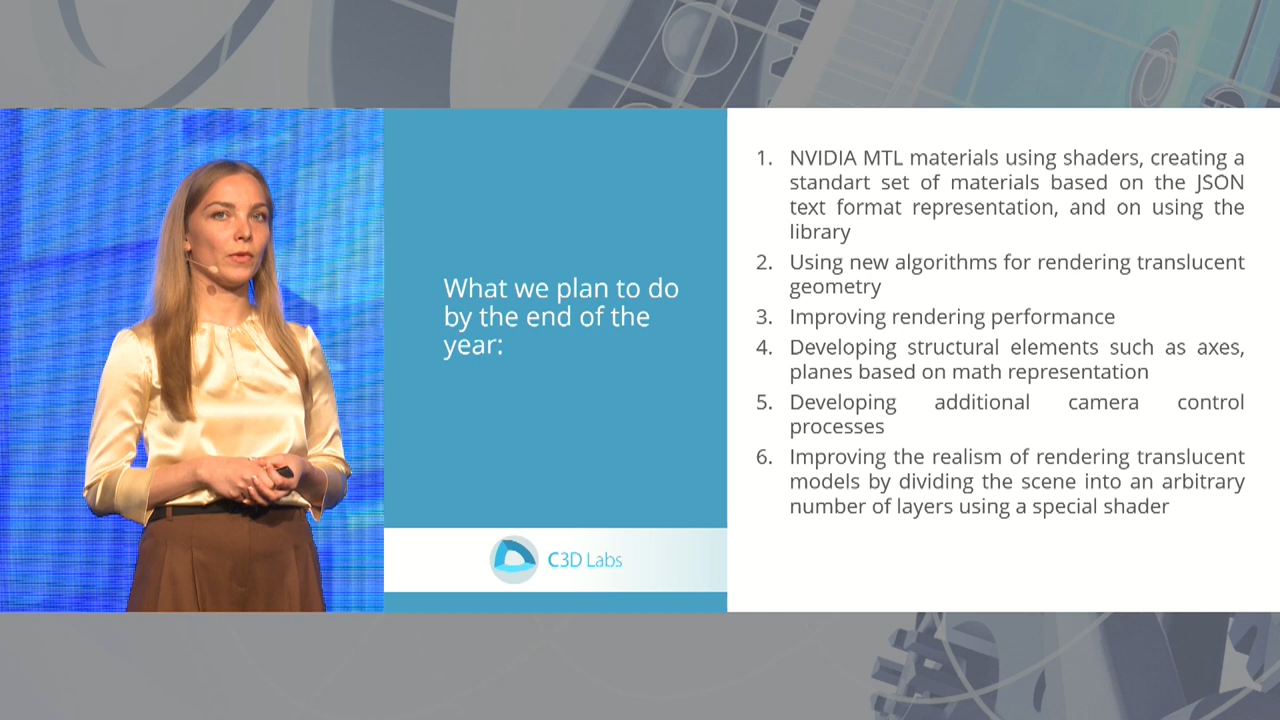 What we plan to do
by the end of the
year:
C3D Labs
1. NVIDIA MTL materials using shaders, creating a
standart set of materials based on the JSON
text format representation, and on using the
library
2. Using new algorithms for rendering translucent
geometry
3. Improving rendering performance
4. Developing structural elements such as axes,
planes based on math representation
5. Developing additional camera control
processes
6. Improving the realism of rendering translucent
models by dividing the scene into an arbitrary
number of layers using a special shader